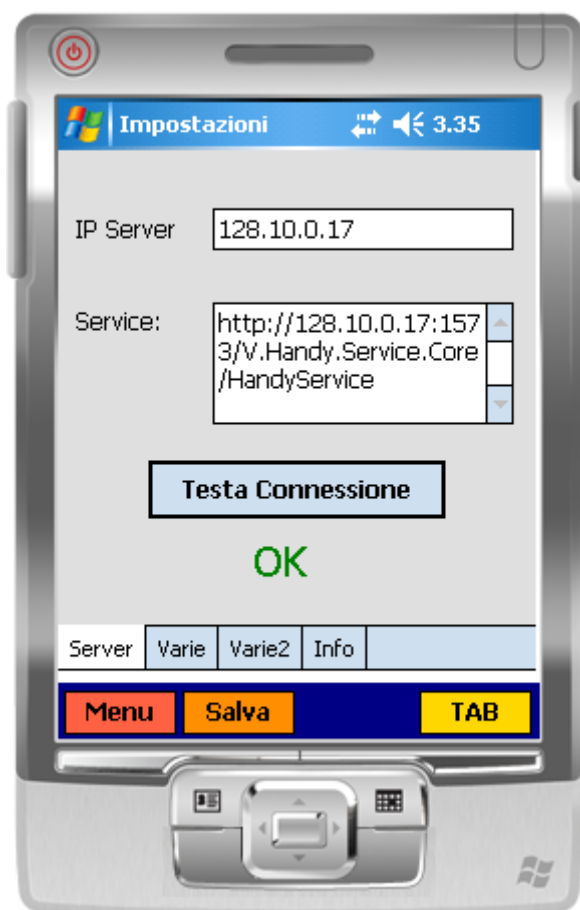 Impostazioni 3.35
IP Server 128.10.0.17
Service: http://128.10.0.17:157
3/V.Handy.Service.Core
/HandyService
Testa Connessione
OK
Server Varie Varie2 Info
Menu Salva TAB